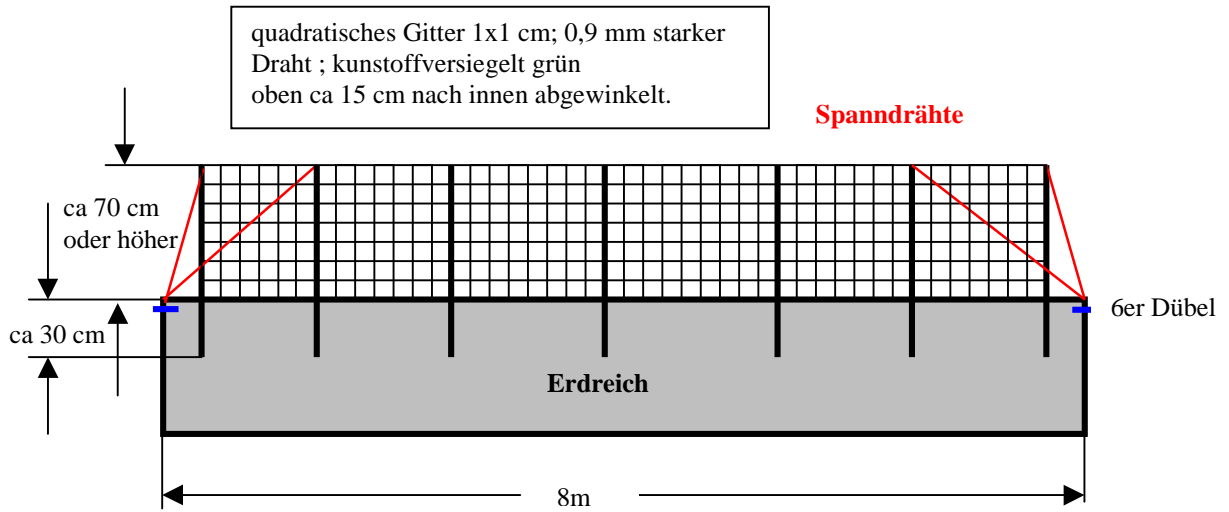 quadratisches Gitter 1x1 cm; 0,9 mm starker
Draht ; kunstoffversiegelt grün
oben ca 15 cm nach innen abgewinkelt.
Spanndrähte
ca 70 cm
oder höher
6er Dübel
ca 30 cm
Erdreich
8m